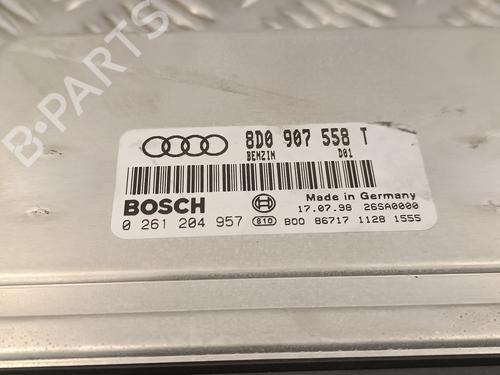 B-PARTS
8D0 907 558 T
BENZIN D01
BOSCH
Made in Germany
17.07.98 26SA0000
0 261 204 957 810 BOO 86717 1128 1555